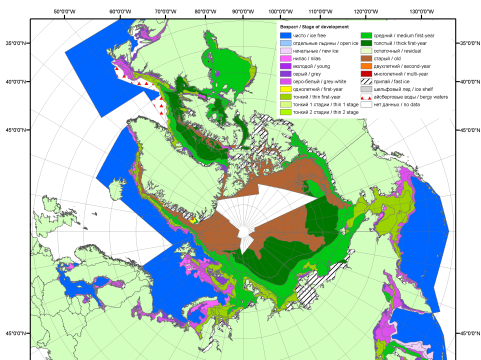 50°0'0"W 60°0'0"W 70°0'0"W 80°0'0"W 90°0'0"W 100°0'0"W 110°0'0"W
Возраст / Stage of development
чисто / ice free
отдельные льдины / open ice
начальные / new ice
нилас / nilas
молодой / young
серый / grey
серо-белый / grey white
однолетний / first-year
тонкий / thin first-year
тонкий 1 стадии / thin 1 stage
тонкий 2 стадии / thin 2 stage
средний / medium first-year
толстый / thick first-year
остаточный / residual
старый / old
двухлетний / second-year
многолетний / multi-year
припай / fast ice
шельфовый лед / ice shelf
айсберговые воды / bergy waters
нет данных / no data
35°0'0"N
40°0'0"N
45°0'0"N
35°0'0"N
40°0'0"N
45°0'0"N
45°0'0"N
45°0'0"N